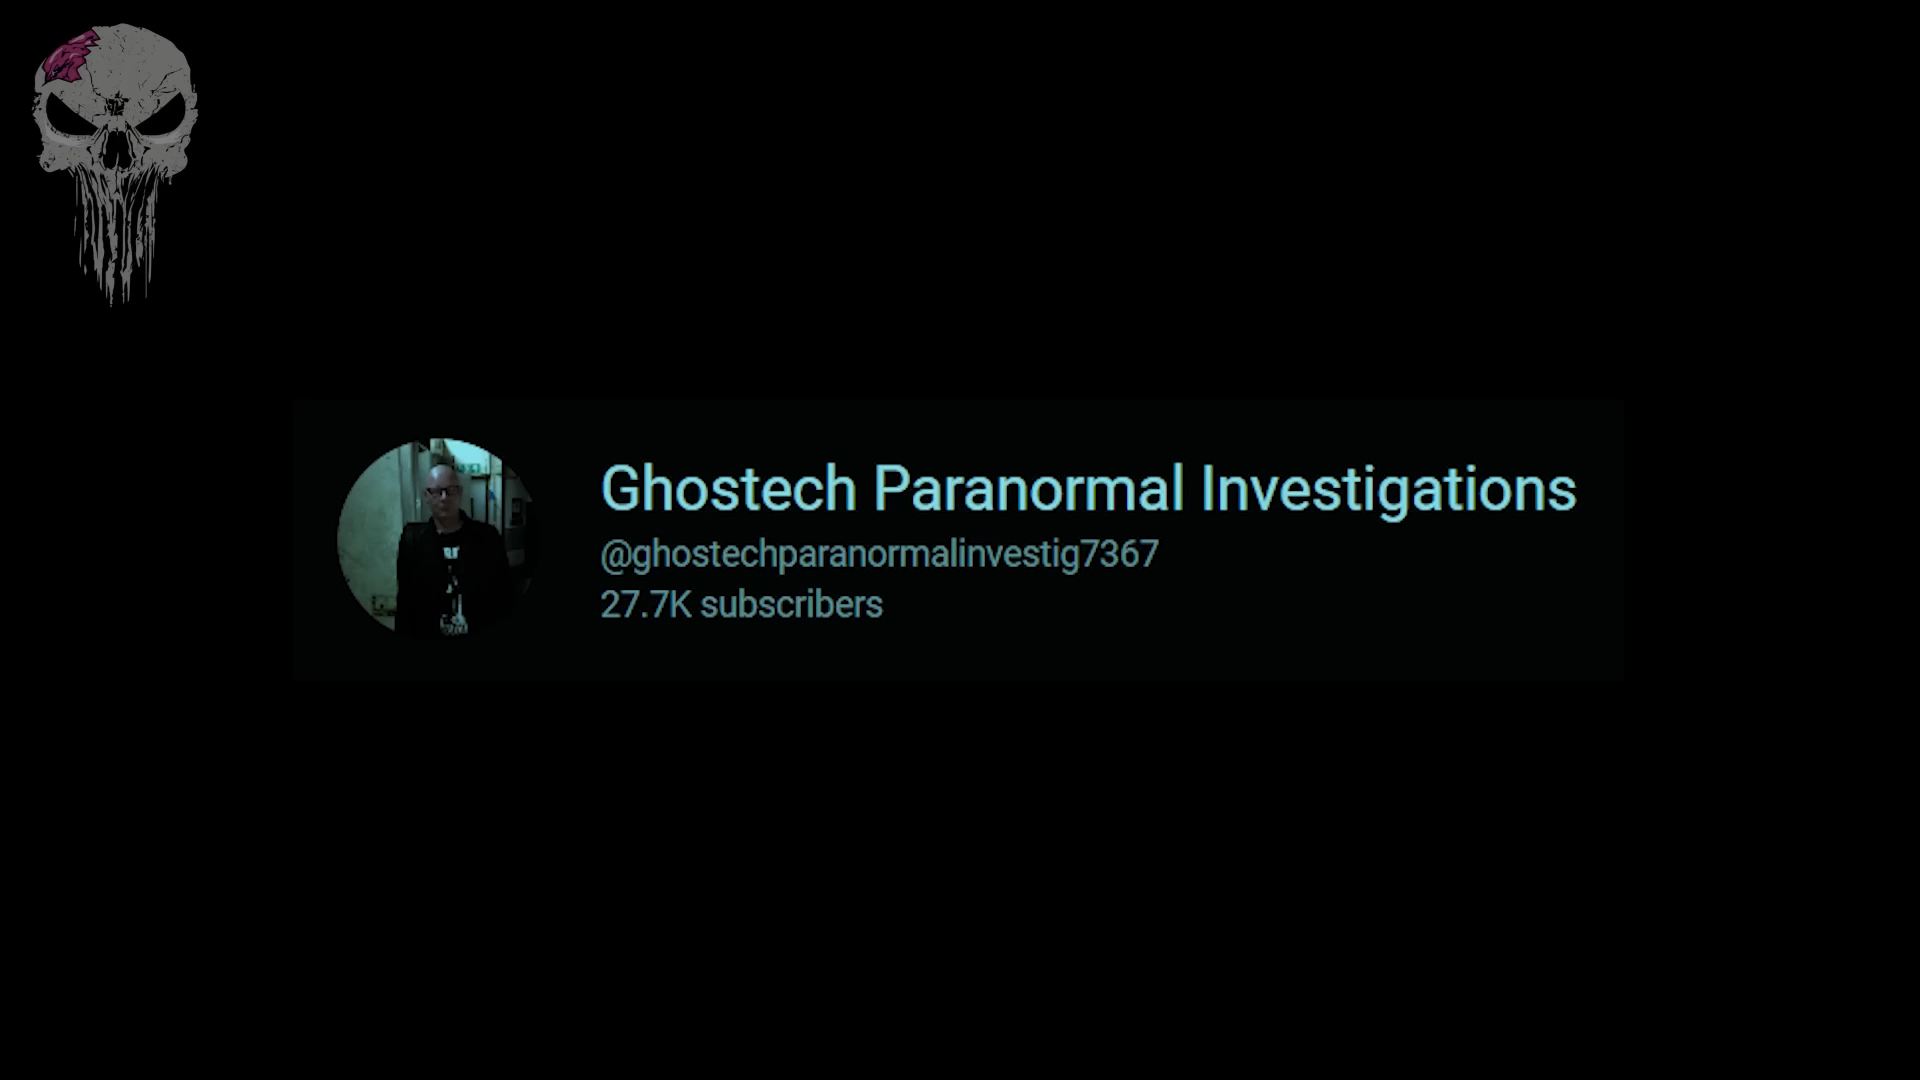 Ghostech Paranormal Investigations
@ghostechparanormalinvestig7367
27.7K subscribers